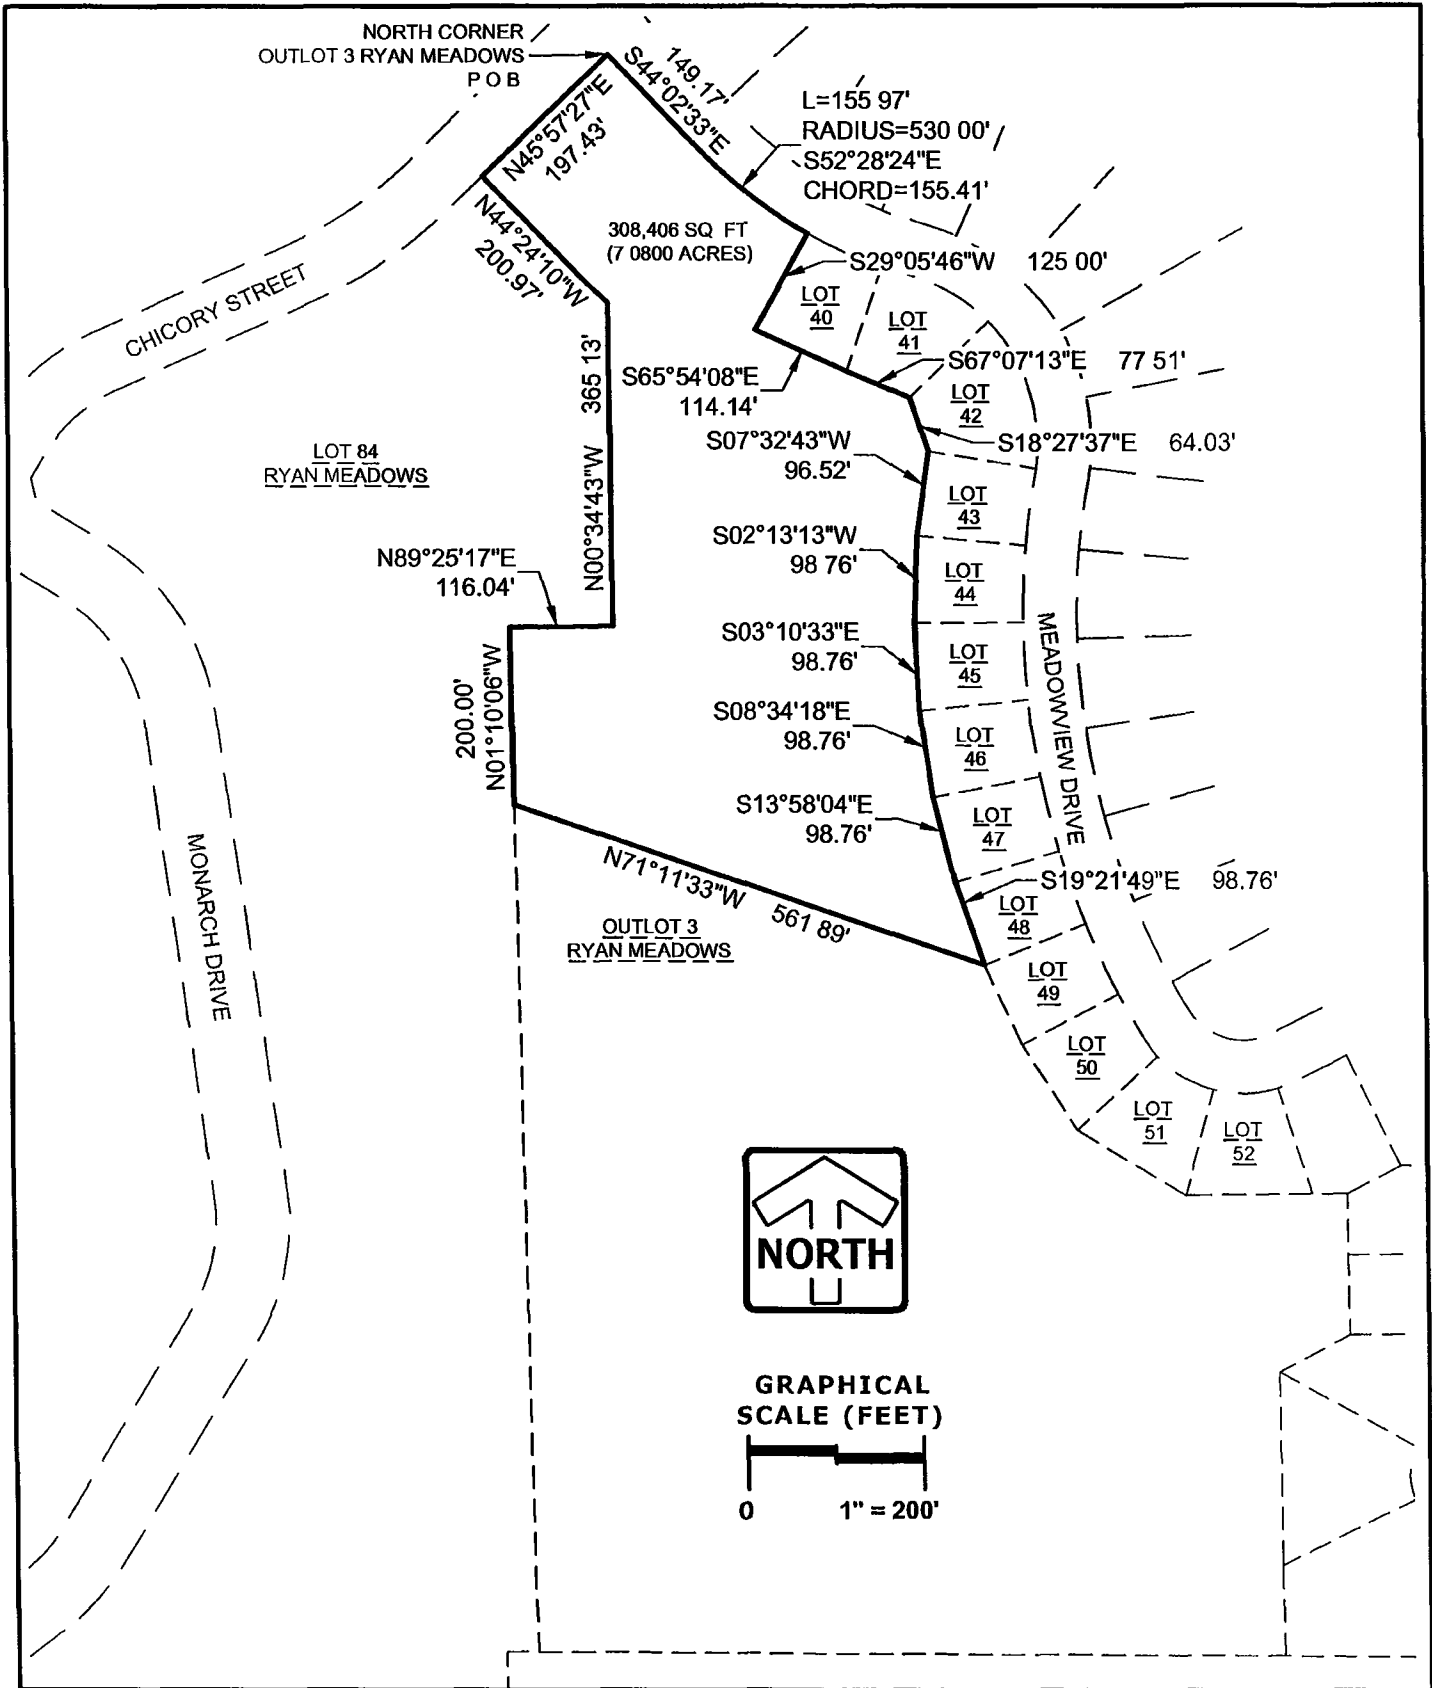 NORTH CORNER
OUTLOT 3 RYAN MEADOWS
P O B
149.17'
S44°02'33"E
L=155 97'
RADIUS=530 00'
S52°28'24"E
CHORD=155.41'
N45°57'27"E
197.43'
N44°24'10"W
200.97'
308,406 SQ FT
(7 0800 ACRES)
S29°05'46"W 125 00'
LOT
40
LOT
41
S67°07'13"E 77 51'
CHICORY STREET
N00°34'43"W 365 13'
S65°54'08"E
114.14'
LOT
42
S18°27'37"E 64.03'
S07°32'43"W
96.52'
LOT 84
RYAN MEADOWS
LOT
43
S02°13'13"W
98 76'
N89°25'17"E
116.04'
LOT
44
S03°10'33"E
98.76'
LOT
45
MEADOWVIEW DRIVE
200.00'
N01°10'06"W
S08°34'18"E
98.76'
LOT
46
S13°58'04"E
98.76'
LOT
47
MONARCH DRIVE
N71°11'33"W 561 89'
S19°21'49"E 98.76'
LOT
48
OUTLOT 3
RYAN MEADOWS
LOT
49
LOT
50
LOT
51
LOT
52
NORTH
GRAPHICAL
SCALE (FEET)
0 1" = 200'